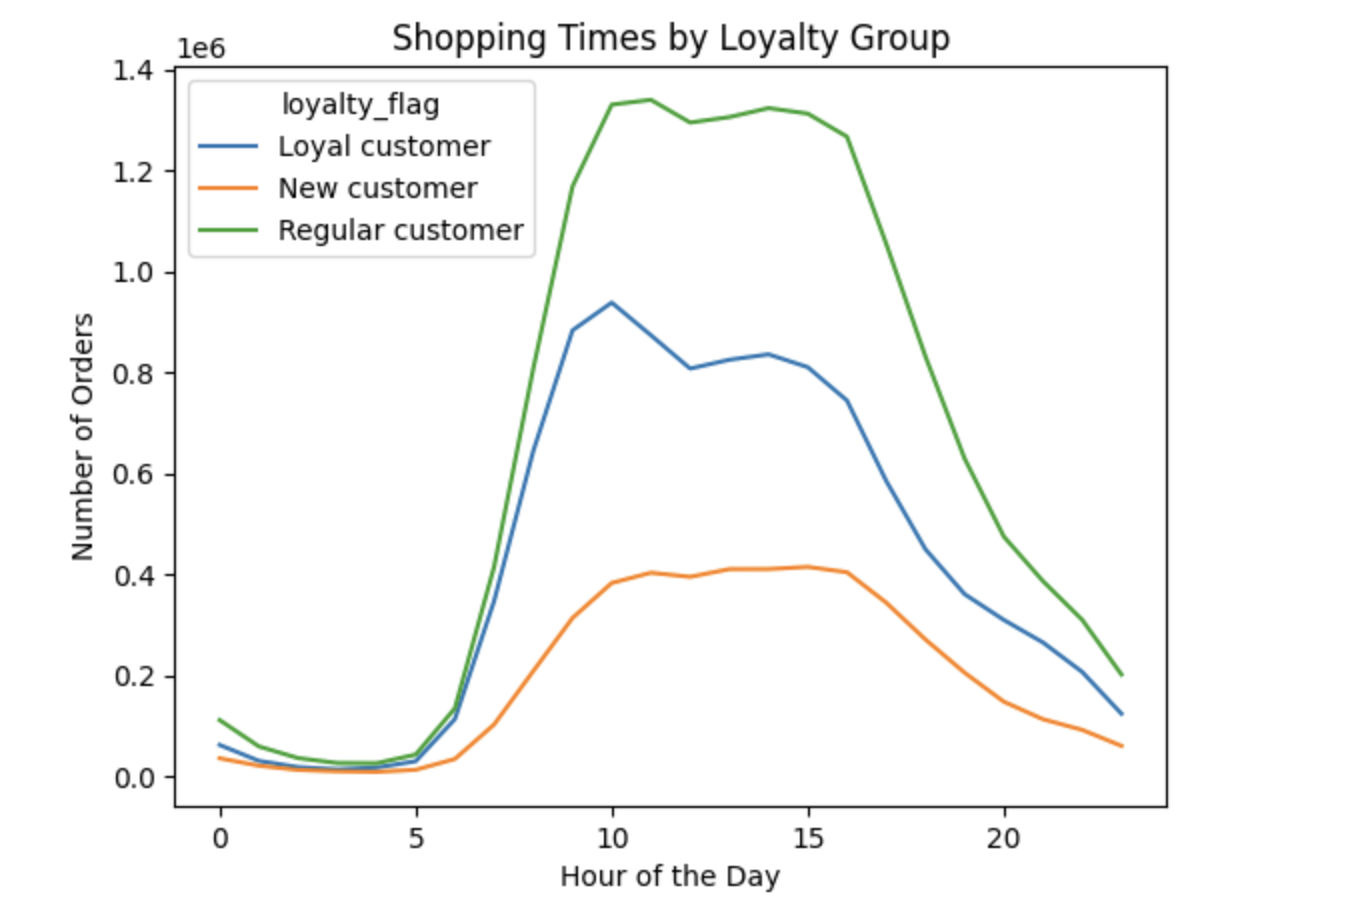 Shopping Times by Loyalty Group
1e6
1.4
1.2
1.0
0.8
0.6
0.4
0.2
0.0
Number of Orders
loyalty_flag
Loyal customer
New customer
Regular customer
0 5 10 15 20
Hour of the Day